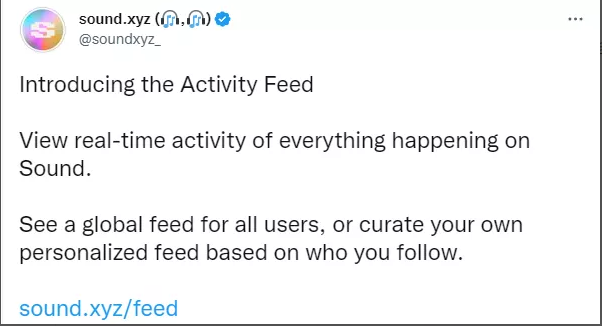 sound.xyz (🎧,🎧)
@soundxyz_
Introducing the Activity Feed
View real-time activity of everything happening on
Sound.
See a global feed for all users, or curate your own
personalized feed based on who you follow.
sound.xyz/feed